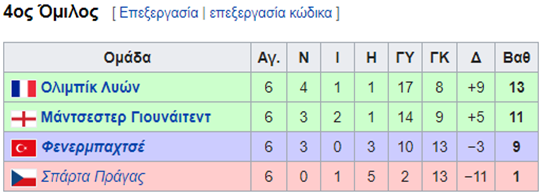 4ος Όμιλος [ Επεξεργασία | επεξεργασία κώδικα ]
Ομάδα Αγ. Ν Ι Η ΓΥ ΓΚ Δ Βαθ
Ολιμπίκ Λυών 6 4 1 1 17 8 +9 13
Μάντσεστερ Γιουνάιτεντ 6 3 2 1 14 9 +5 11
Φενερμπαχτσέ 6 3 0 3 10 13 −3 9
Σπάρτα Πράγας 6 0 1 5 2 13 −11 1